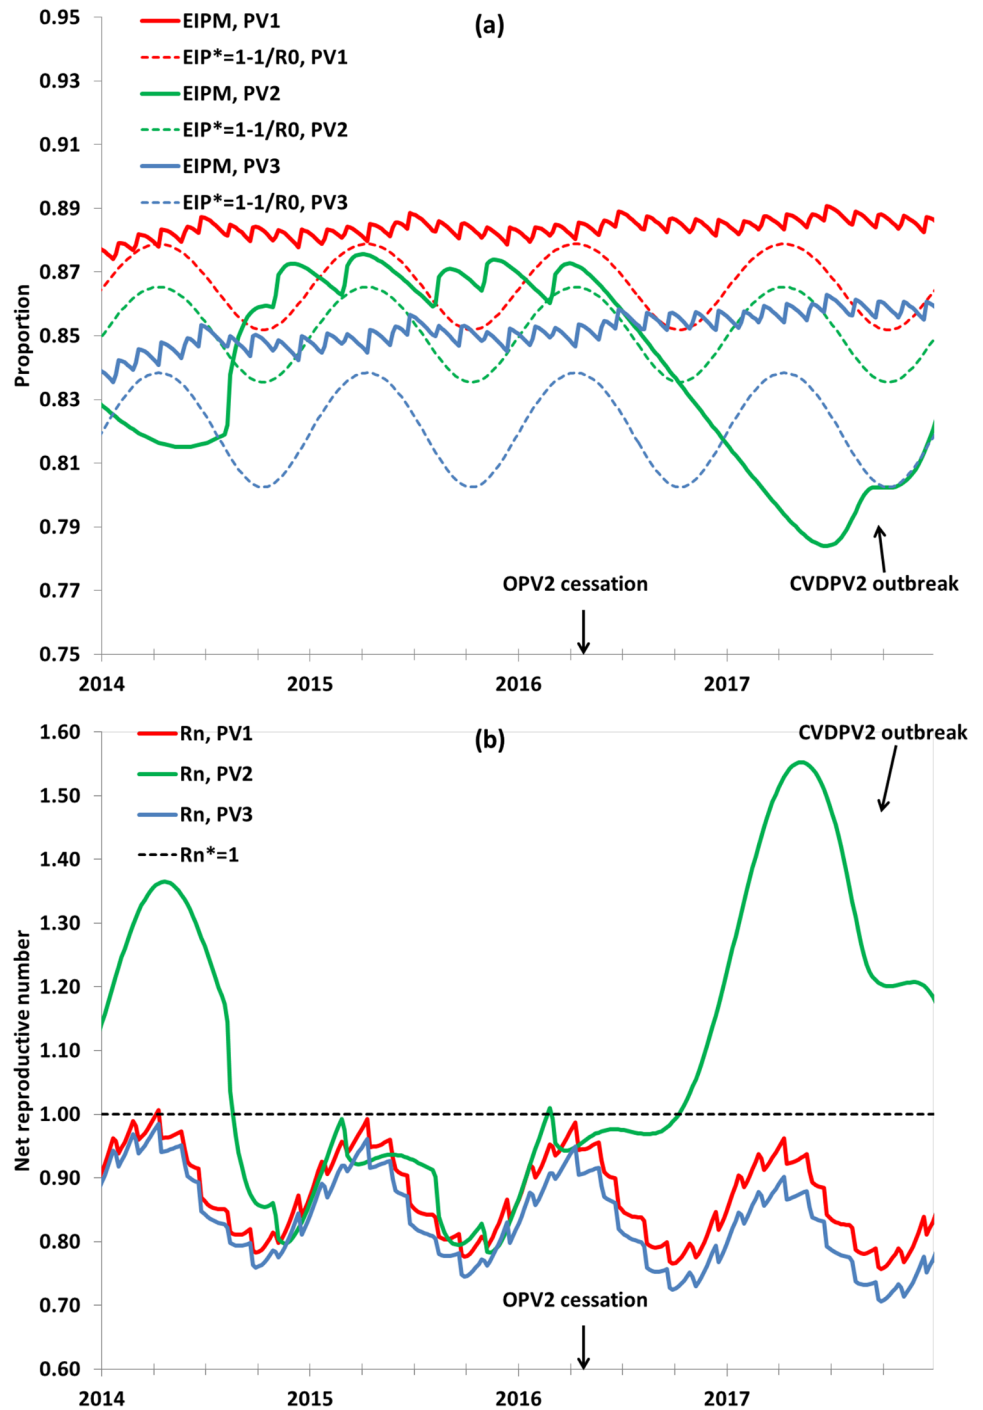 (a)
EIPM, PV1
EIP*=1-1/R0, PV1
EIPM, PV2
EIP*=1-1/R0, PV2
EIPM, PV3
EIP*=1-1/R0, PV3
0.95
0.93
0.91
0.89
0.87
0.85
0.83
0.81
0.79
0.77
0.75
Proportion
OPV2 cessation
CVDPV2 outbreak
2014
2015
2016
2017
(b)
Rn, PV1
Rn, PV2
Rn, PV3
Rn*=1
CVDPV2 outbreak
1.60
1.50
1.40
1.30
1.20
1.10
1.00
0.90
0.80
0.70
0.60
Net reproductive number
OPV2 cessation
2014
2015
2016
2017